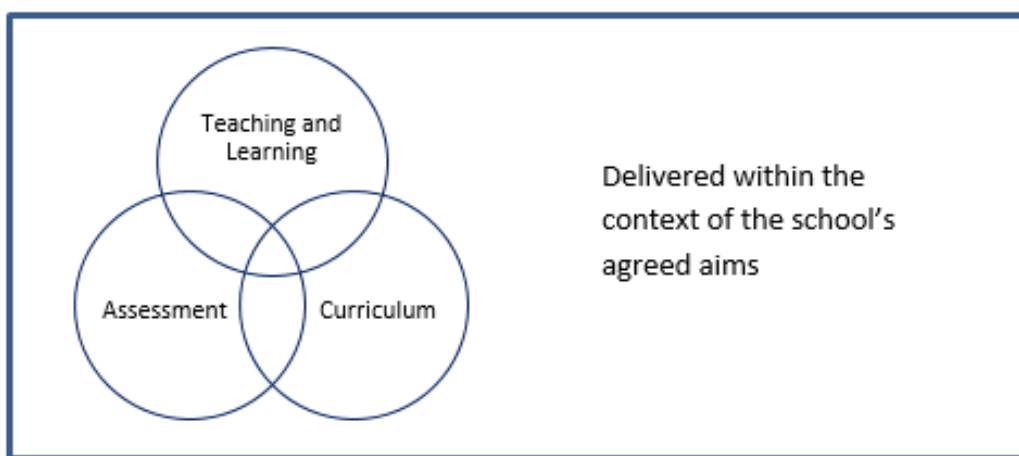 Teaching and
Learning
Assessment
Curriculum
Delivered within the
context of the school’s
agreed aims